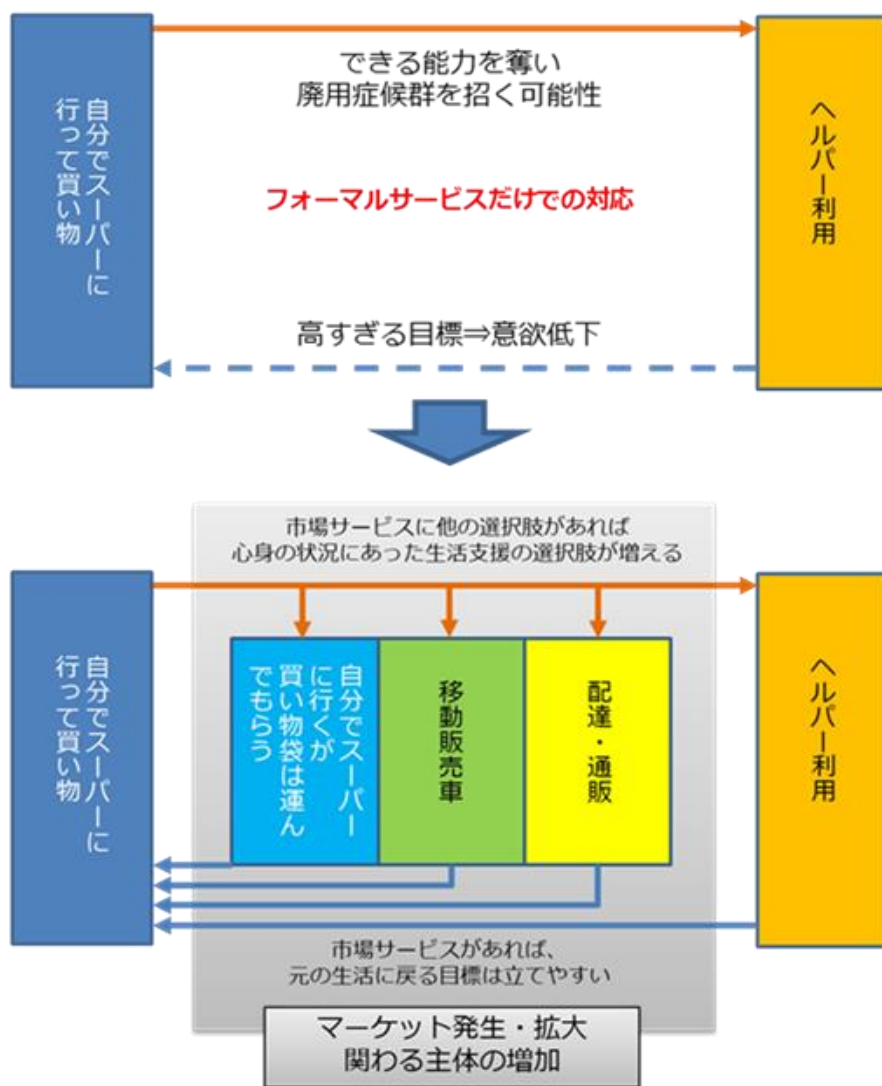 自分でスーパーに
行って買い物
できる能力を奪い
廃用症候群を招く可能性
フォーマルサービスだけでの対応
高すぎる目標⇒意欲低下
ヘルパー利用
市場サービスに他の選択肢があれば
心身の状況にあった生活支援の選択肢が増える
自分でスーパーに
行って買い物
自分でスーパー
に行くが
買い物袋は運ん
でもらう
移動販売車
配達・通販
ヘルパー利用
市場サービスがあれば、
元の生活に戻る目標は立てやすい
マーケット発生・拡大
関わる主体の増加